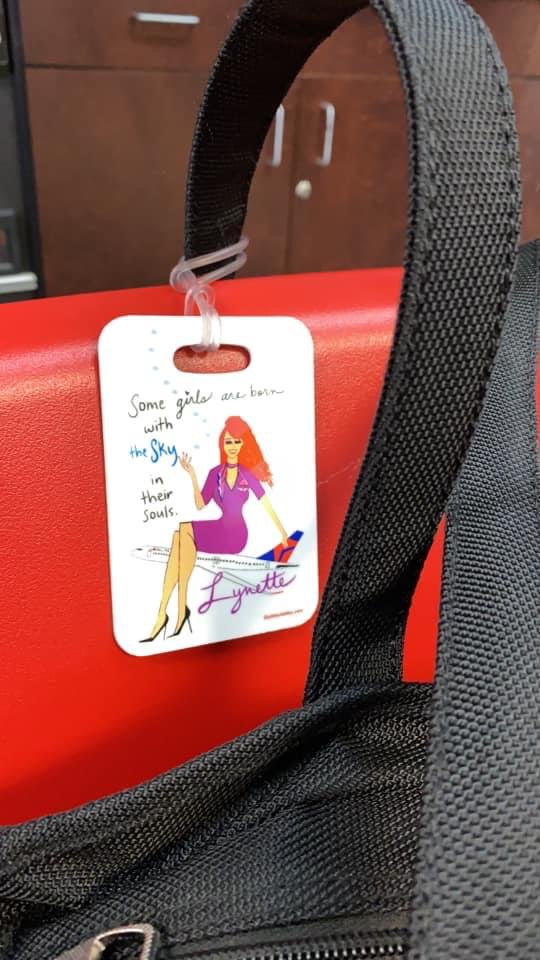 Some girls are born
with
the Sky
in
their
souls.
Lynette